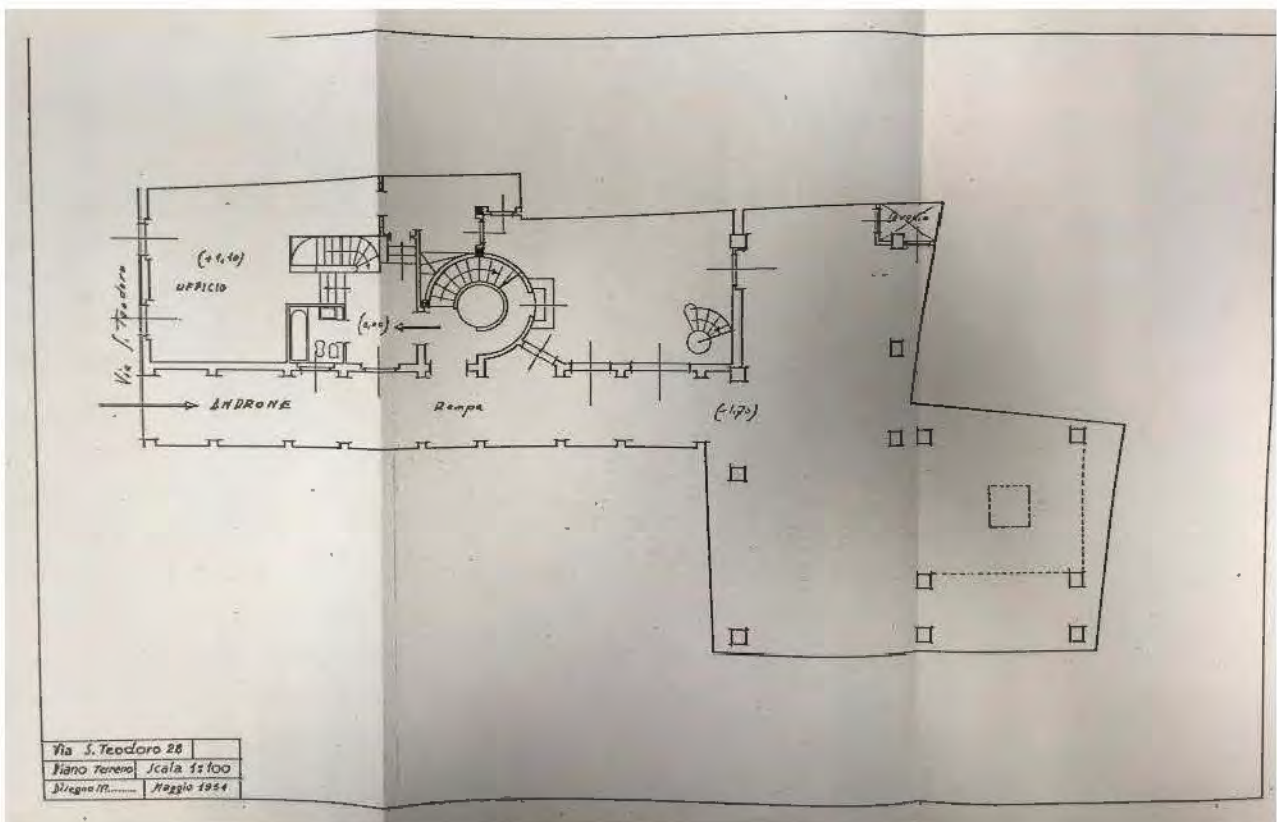 (+1,10)
UFFICIO
Via S. Teodoro
(0,00)
ANDRONE
Rampa
(-1,70)
Via S. Teodoro 28
Piano Terreno Scala 1:100
Disegno N......... Maggio 1954